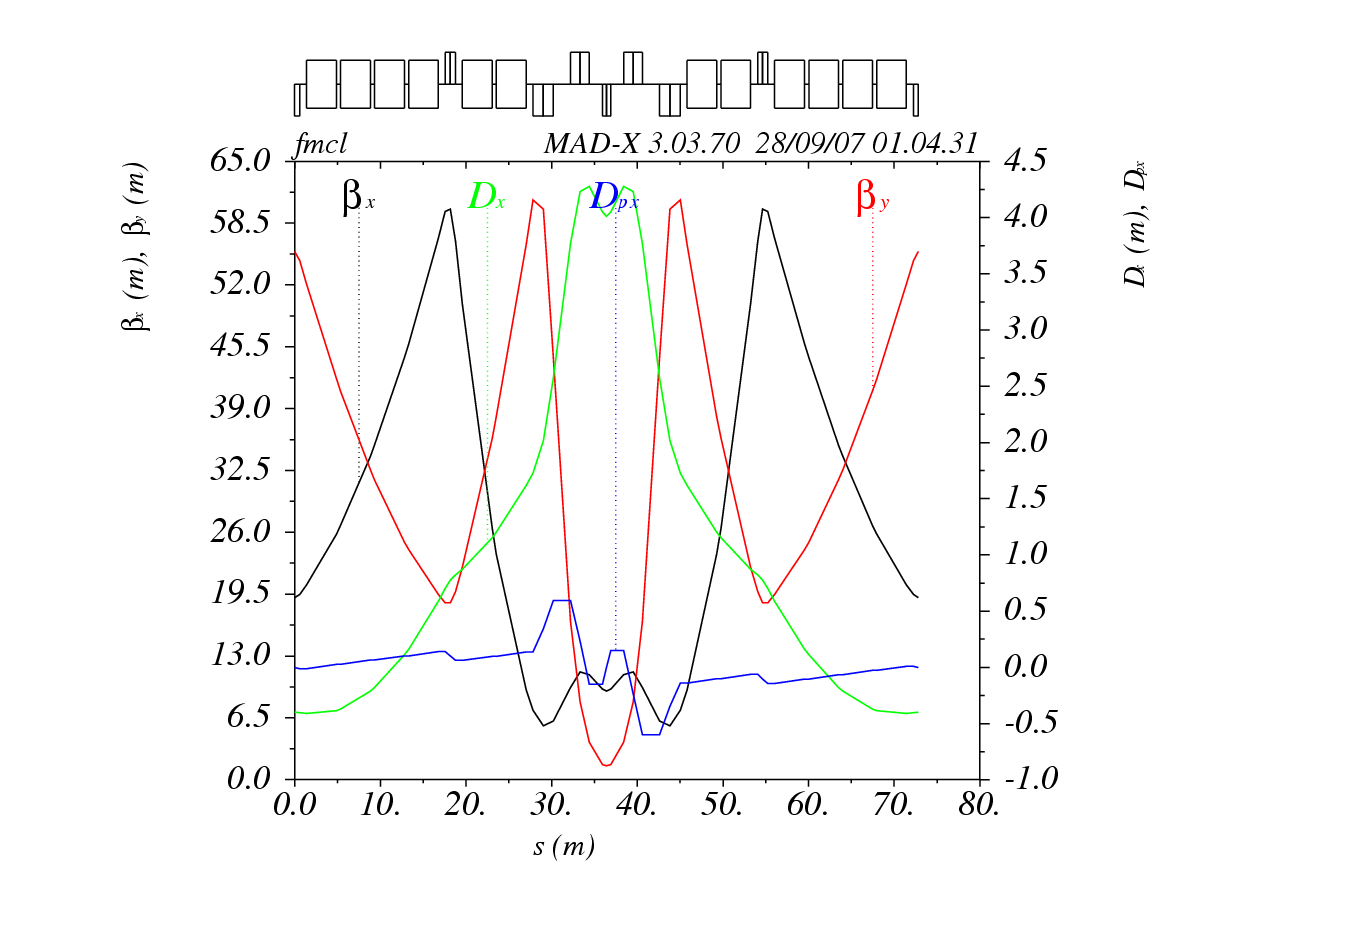 fmcl MAD-X 3.03.70 28/09/07 01.04.31
βx (m), βy (m)
65.0
58.5
52.0
45.5
39.0
32.5
26.0
19.5
13.0
6.5
0.0
βx
Dx
Dpx
βy
4.5
4.0
3.5
3.0
2.5
2.0
1.5
1.0
0.5
0.0
-0.5
-1.0
Dx (m), Dpx
0.0 10. 20. 30. 40. 50. 60. 70. 80.
s (m)